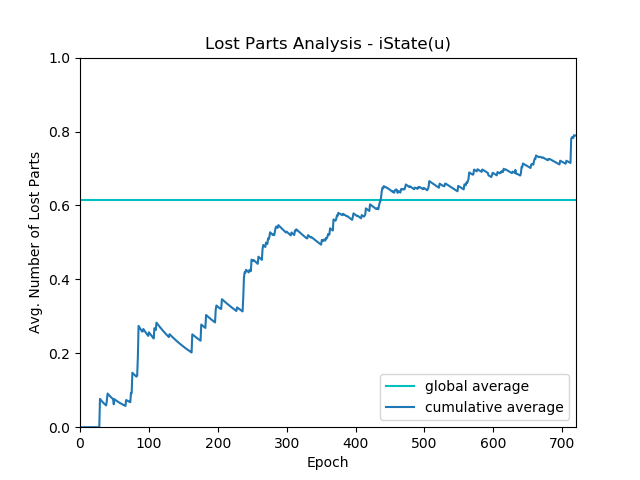 Lost Parts Analysis - iState(u)
Avg. Number of Lost Parts
1.0
0.8
0.6
0.4
0.2
0.0
0 100 200 300 400 500 600 700
Epoch
global average
cumulative average